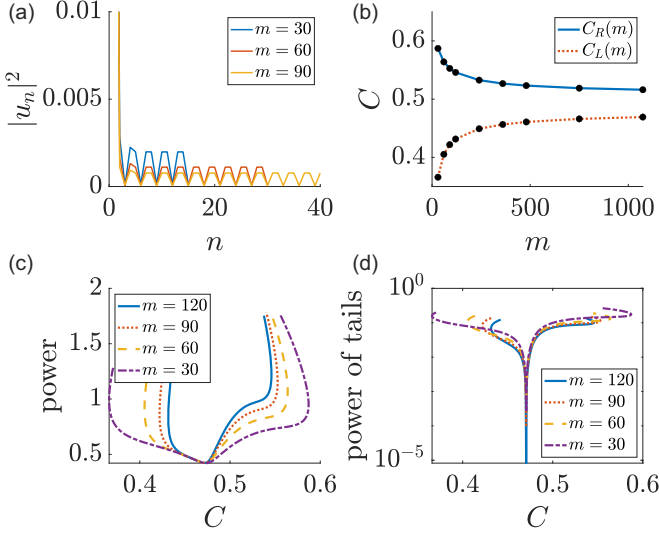 (a)
0.01
0.005
0
|u_n|^2
m = 30
m = 60
m = 90
0
20
40
n
(b)
0.6
0.5
0.4
C
C_R(m)
C_L(m)
0
500
1000
m
(c)
2
1.5
1
0.5
power
m = 120
m = 90
m = 60
m = 30
0.4
0.5
0.6
C
(d)
10^0
10^-5
power of tails
m = 120
m = 90
m = 60
m = 30
0.4
0.5
0.6
C